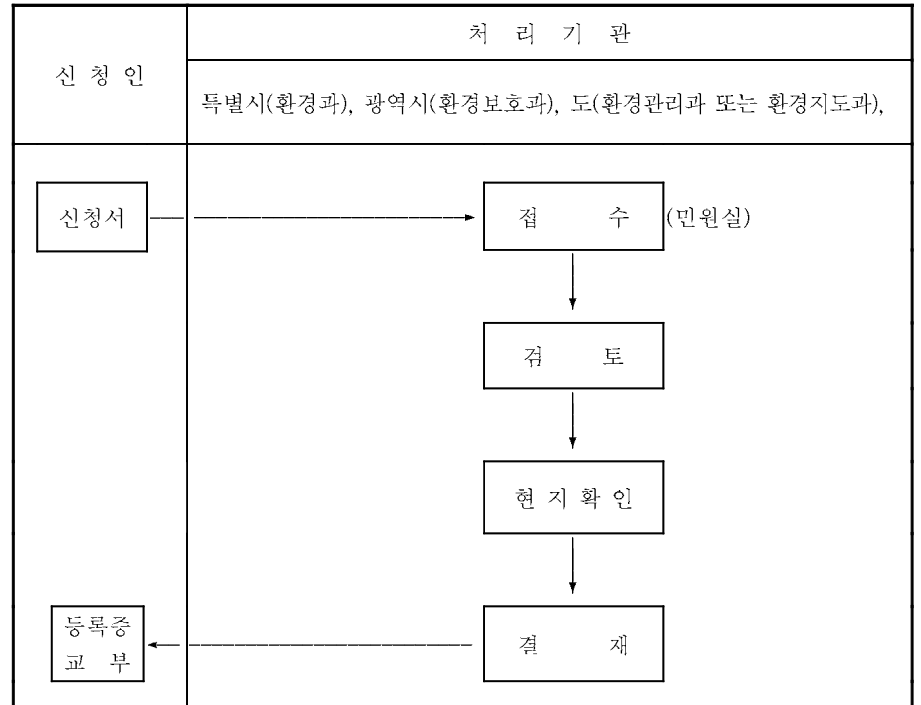 처 리 기 관
신 청 인
특별시(환경과), 광역시(환경보호과), 도(환경관리과 또는 환경지도과),
신청서
접 수 (민원실)
검 토
현 지 확 인
등록증
교 부
결 재